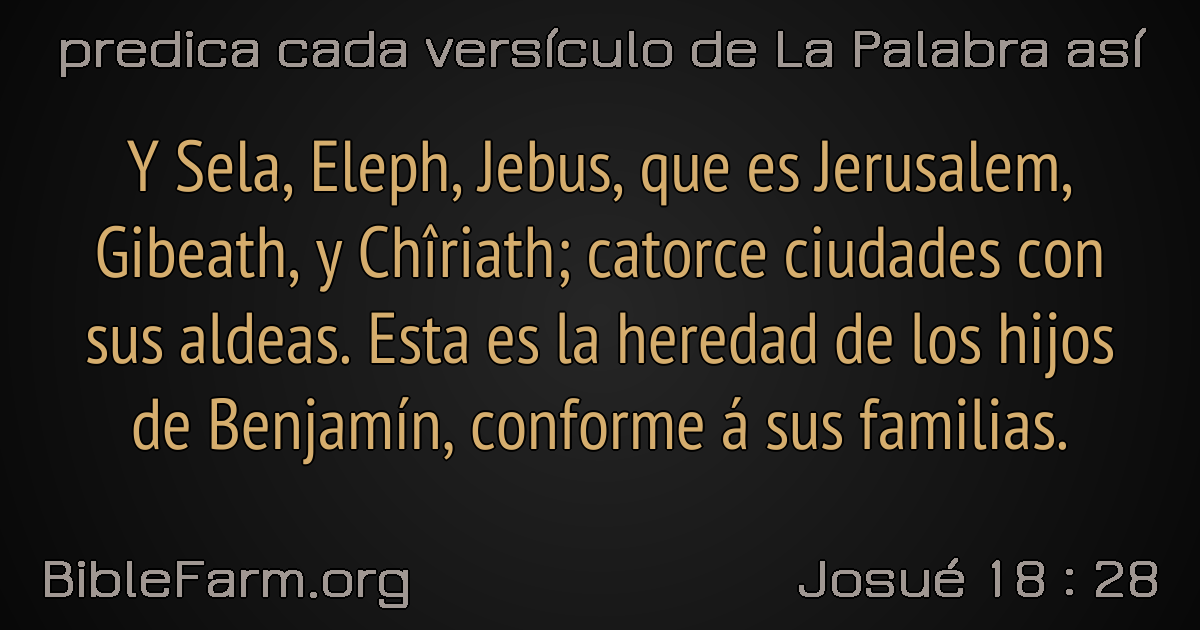 predica cada versículo de La Palabra así
Y Sela, Eleph, Jebus, que es Jerusalem,
Gibeath, y Chîriath; catorce ciudades con
sus aldeas. Esta es la heredad de los hijos
de Benjamín, conforme á sus familias.
BibleFarm.org
Josué 18 : 28